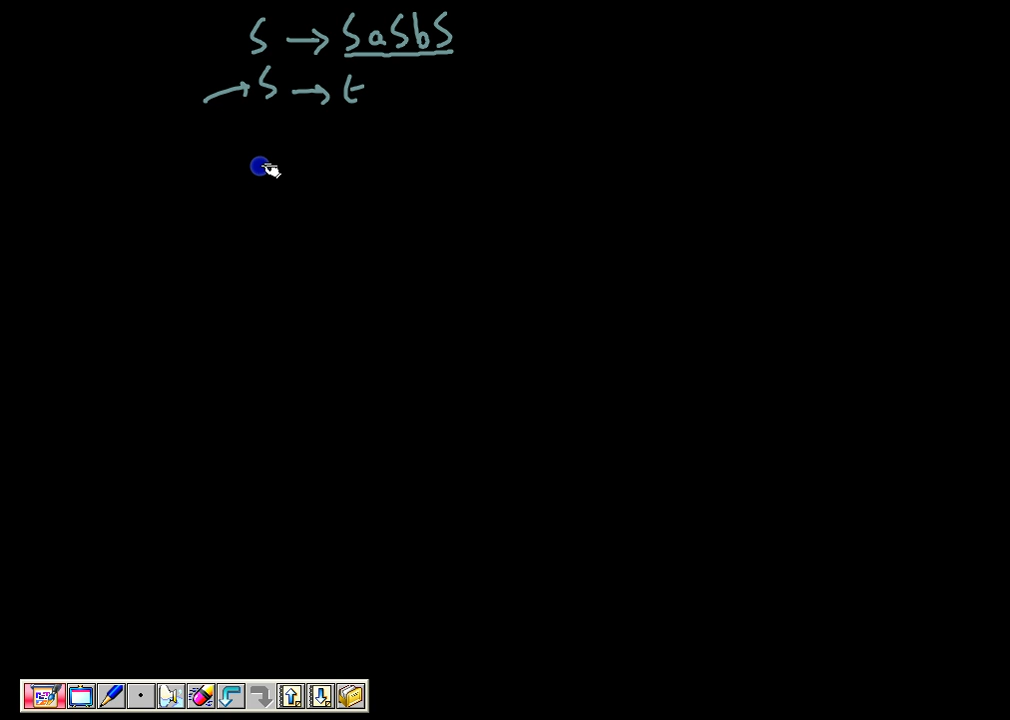 S → SaSbS
→ S → ε